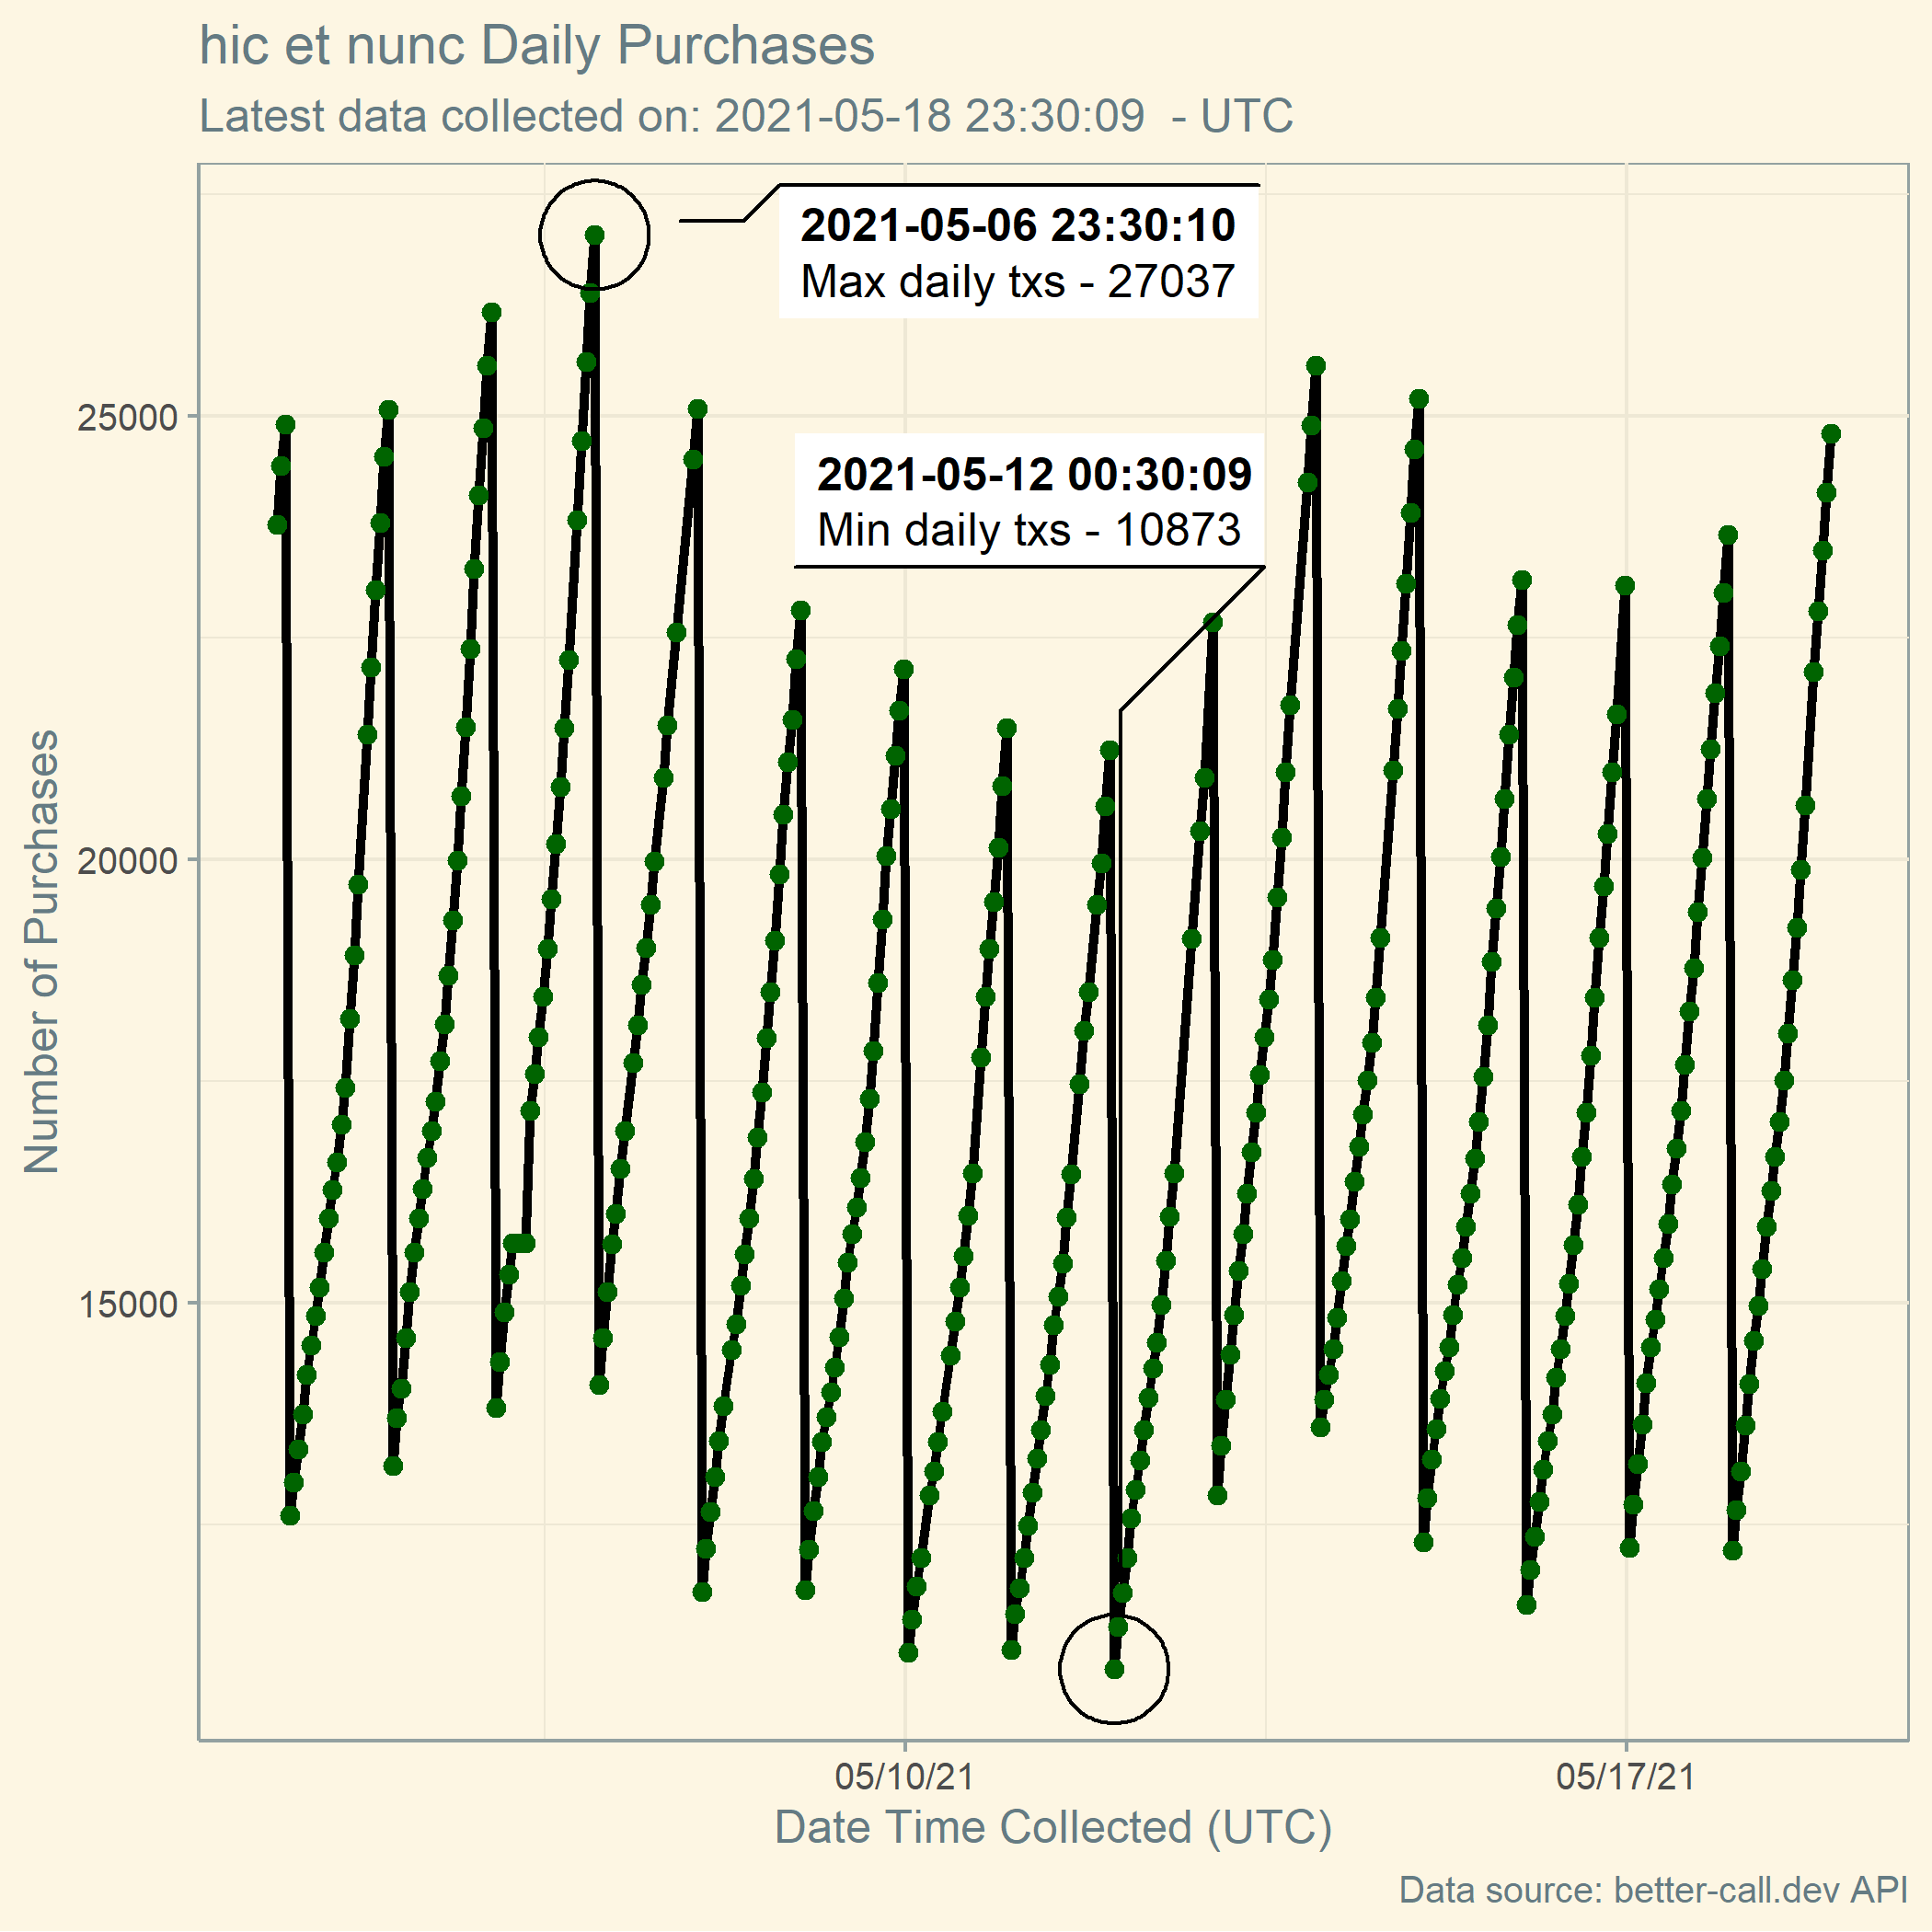 hic et nunc Daily Purchases
Latest data collected on: 2021-05-18 23:30:09  - UTC
2021-05-06 23:30:10
Max daily txs - 27037
25000
2021-05-12 00:30:09
Min daily txs - 10873
Number of Purchases
20000
15000
05/10/21
05/17/21
Date Time Collected (UTC)
Data source: better-call.dev API